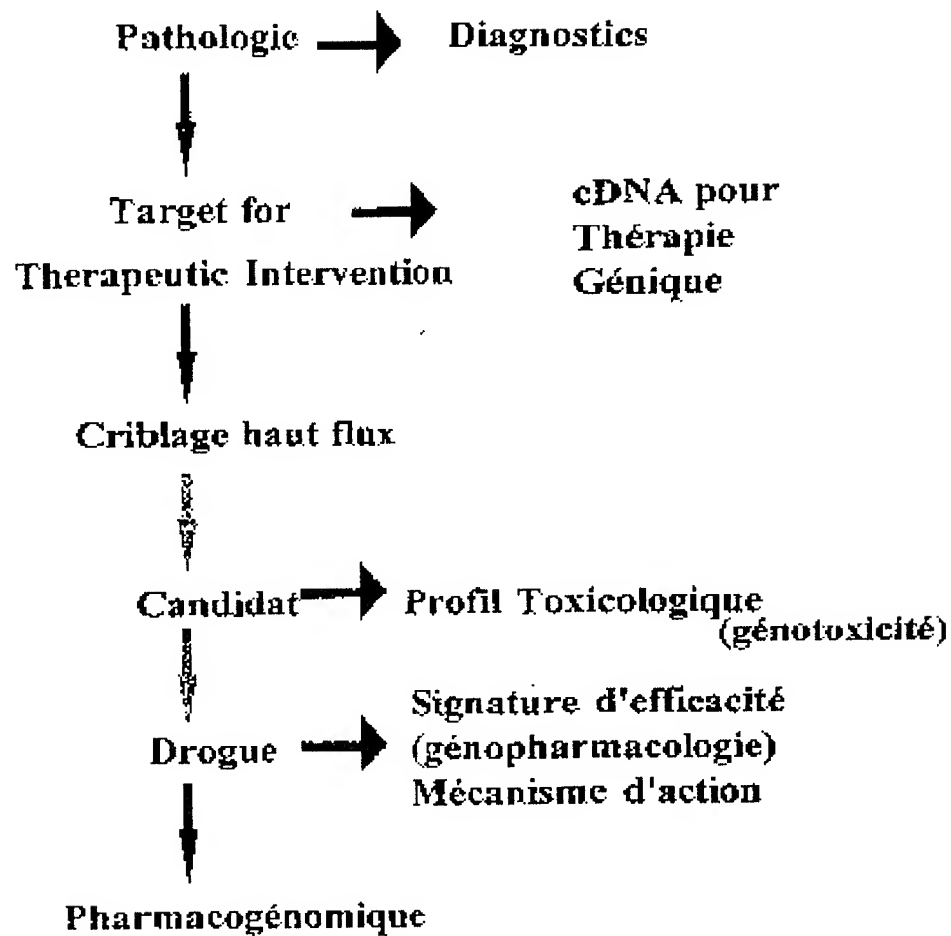 Pathologie Diagnostics
Target for
Therapeutic Intervention
cDNA pour
Thérapie
Génique
Criblage haut flux
Candidat Profil Toxicologique
(génotoxicité)
Drogue
Signature d'efficacité
(génopharmacologie)
Mécanisme d'action
Pharmacogénomique